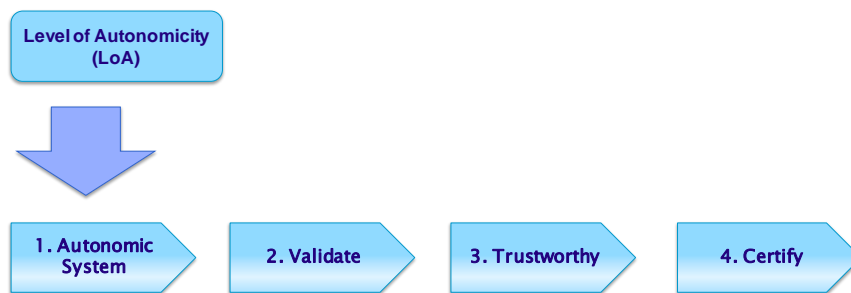 Level of Autonomicity
(LoA)
1. Autonomic
System
2. Validate
3. Trustworthy
4. Certify